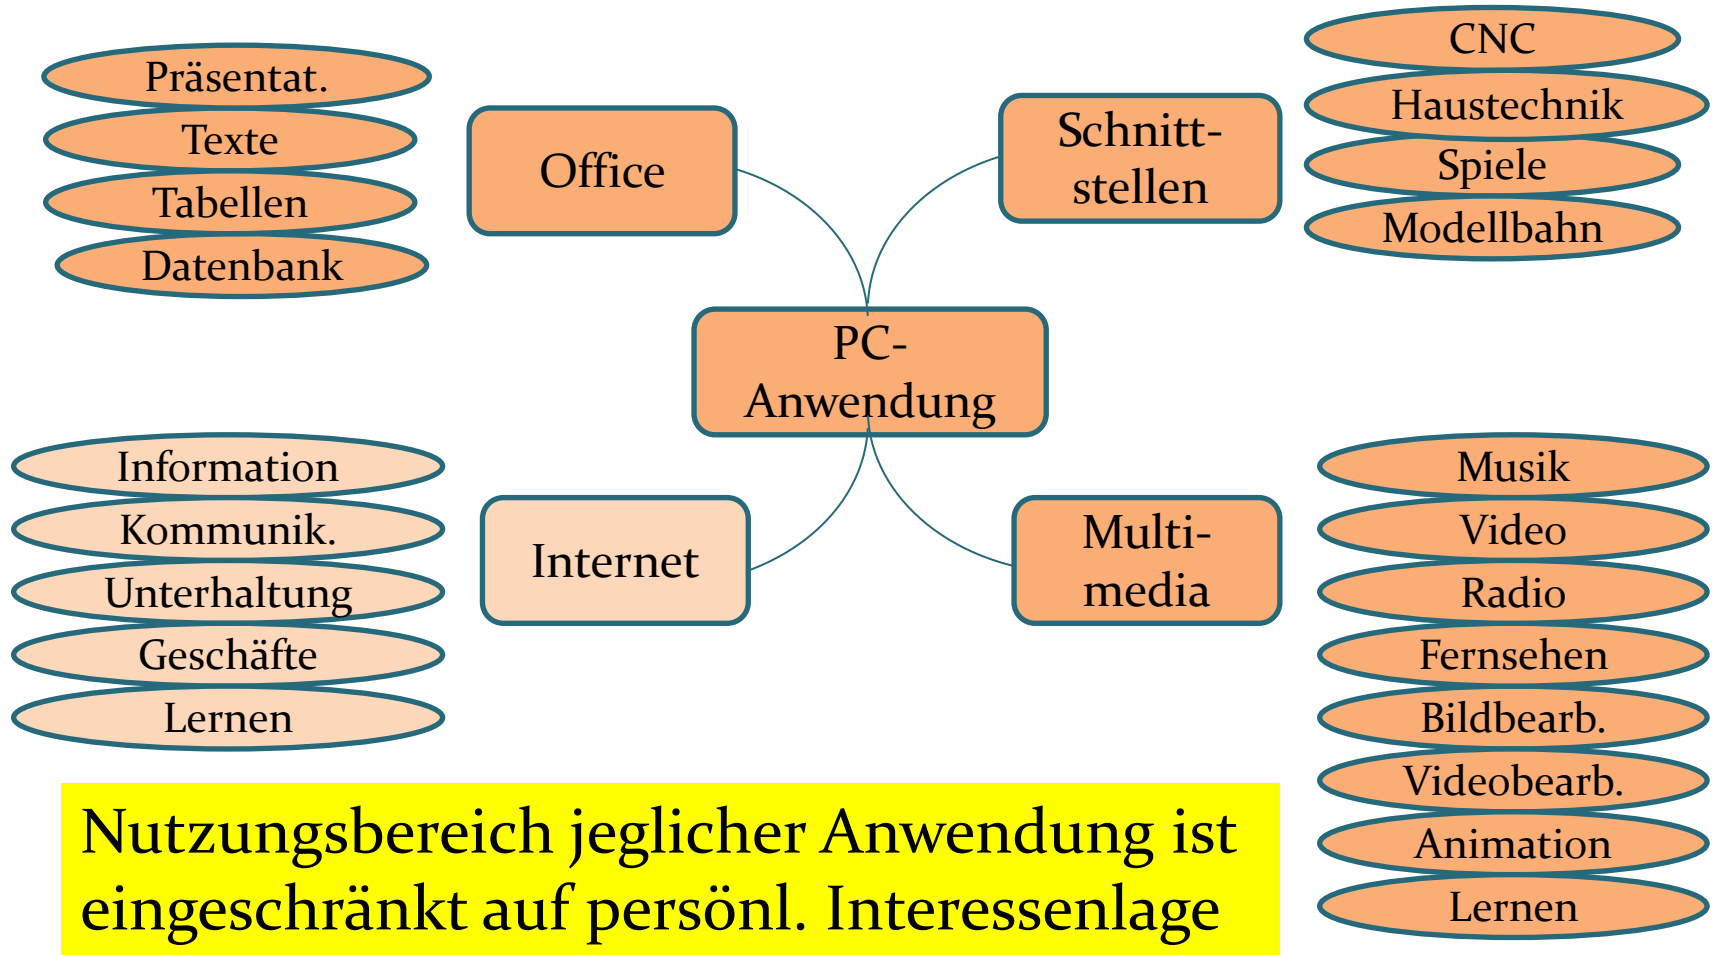 Präsentat.
Texte
Tabellen
Datenbank
Office
Schnitt-
stellen
CNC
Haustechnik
Spiele
Modellbahn
PC-
Anwendung
Information
Kommunik.
Unterhaltung
Geschäfte
Lernen
Internet
Multi-
media
Musik
Video
Radio
Fernsehen
Bildbearb.
Videobearb.
Animation
Lernen
Nutzungsbereich jeglicher Anwendung ist
eingeschränkt auf persönl. Interessenlage